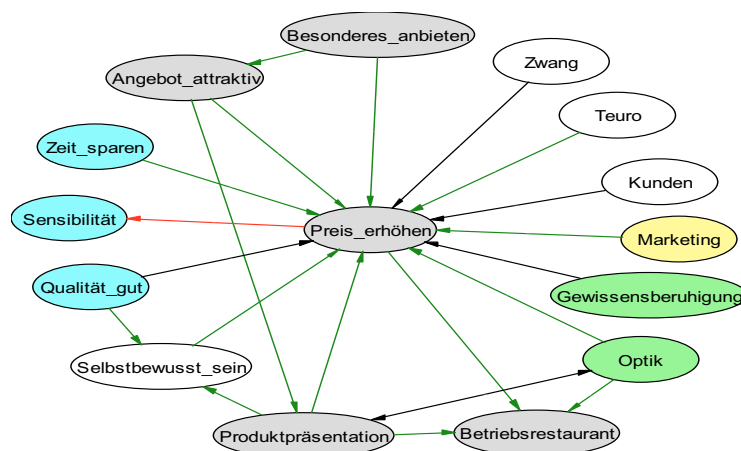 Besonderes_anbieten
Zwang
Angebot_attraktiv
Teuro
Zeit_sparen
Kunden
Sensibilität
Preis_erhöhen
Marketing
Qualität_gut
Gewissensberuhigung
Selbstbewusst_sein
Optik
Produktpräsentation
Betriebsrestaurant